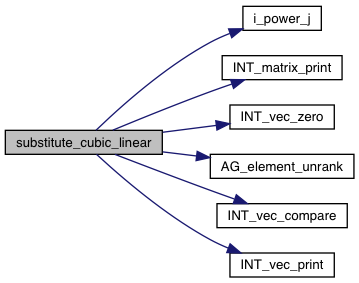 i_power_j
INT_matrix_print
INT_vec_zero
substitute_cubic_linear
AG_element_unrank
INT_vec_compare
INT_vec_print